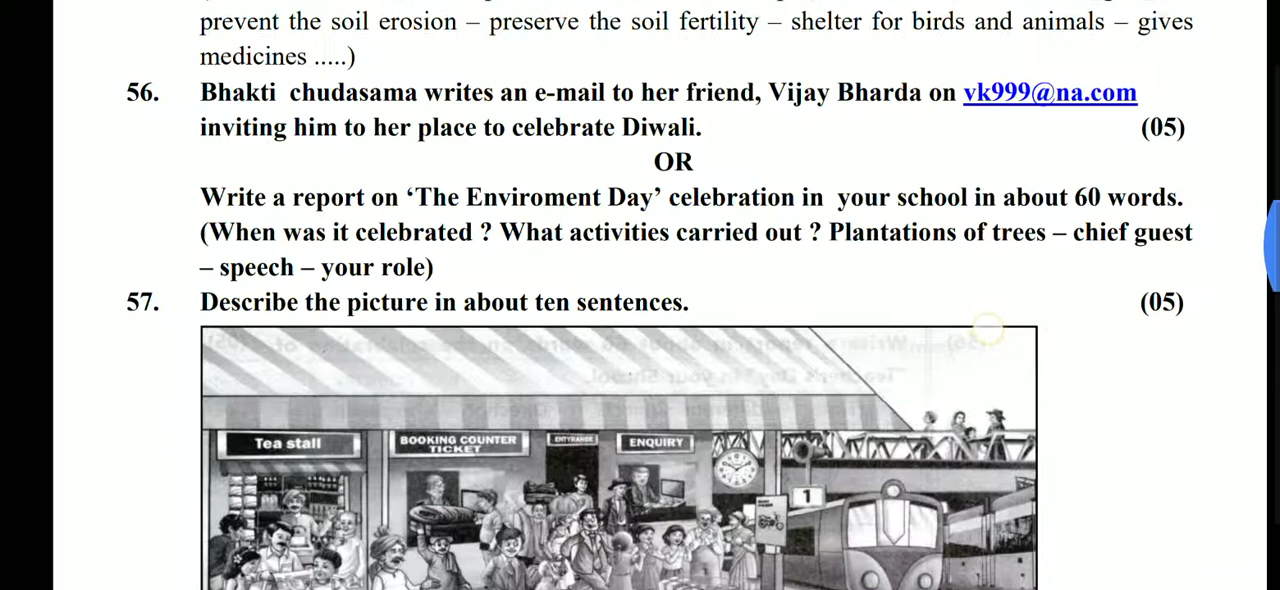 prevent the soil erosion – preserve the soil fertility – shelter for birds and animals – gives
medicines .....)
56. Bhakti chudasama writes an e-mail to her friend, Vijay Bharda on vk999@na.com
inviting him to her place to celebrate Diwali. (05)
OR
Write a report on ‘The Enviroment Day’ celebration in your school in about 60 words.
(When was it celebrated ? What activities carried out ? Plantations of trees – chief guest
– speech – your role)
57. Describe the picture in about ten sentences. (05)
Tea stall
BOOKING COUNTER
TICKET
ENQUIRY
1